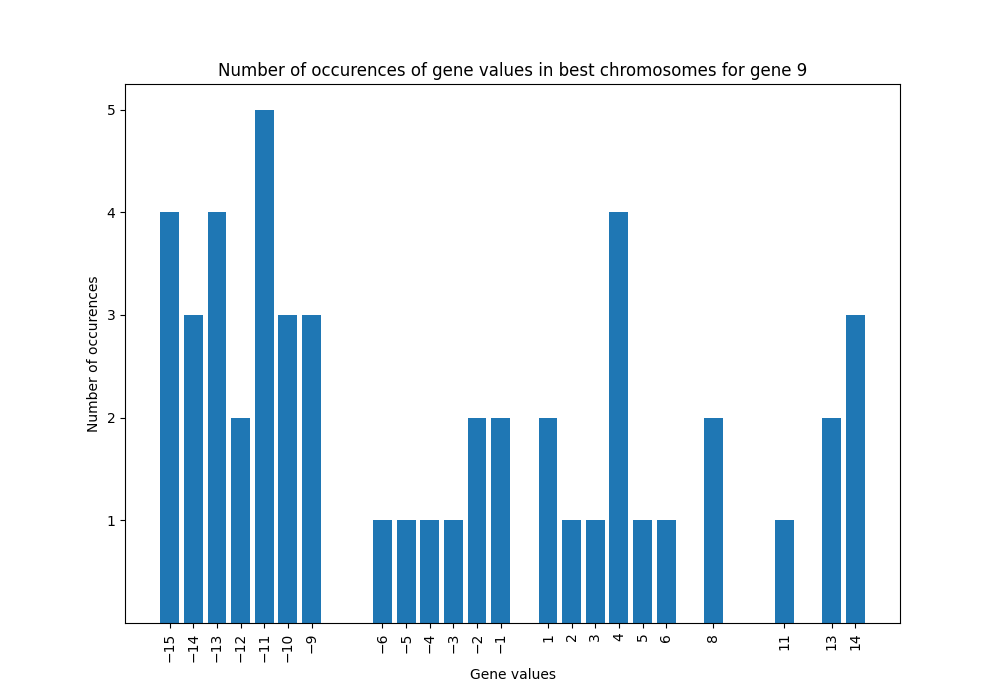 Number of occurences of gene values in best chromosomes for gene 9
Number of occurences
5
4
3
2
1
−15 −14 −13 −12 −11 −10 −9 −6 −5 −4 −3 −2 −1 1 2 3 4 5 6 8 11 13 14
Gene values